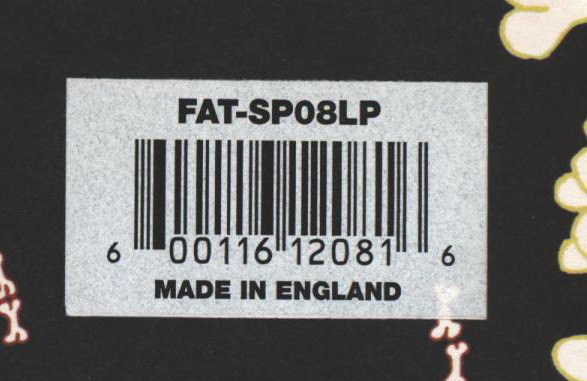 FAT-SP08LP
6 00116 12081 6
MADE IN ENGLAND